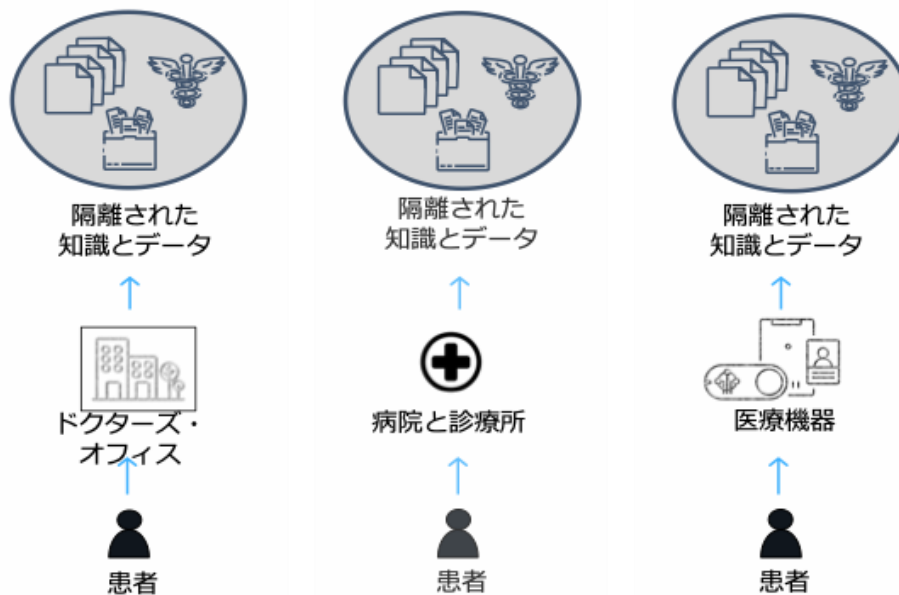 隔離された
知識とデータ
ドクターズ・
オフィス
患者
隔離された
知識とデータ
病院と診療所
患者
隔離された
知識とデータ
医療機器
患者